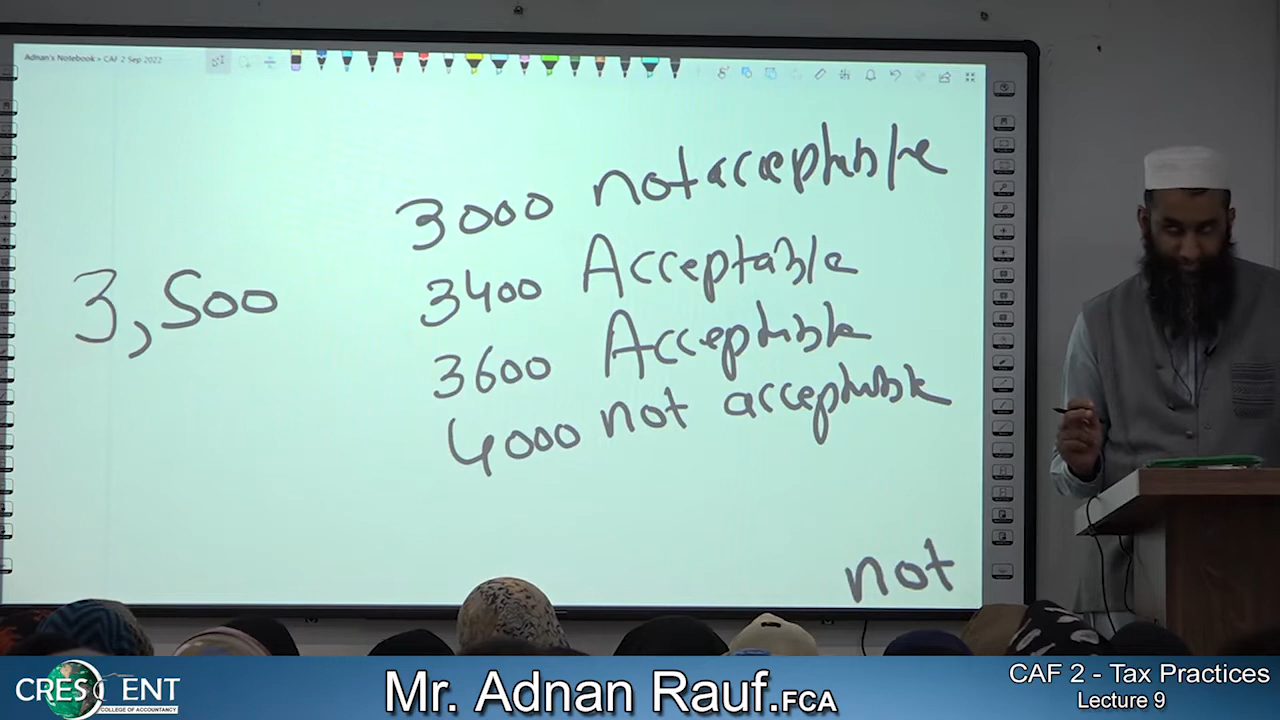 Adnan's Notebook > CAF 2 Sep 2022
3,500
3000 not acceptable
3400 Acceptable
3600 Acceptable
4000 not acceptable
not
CRESCENT
COLLEGE OF ACCOUNTANCY
Mr. Adnan Rauf.FCA
CAF 2 - Tax Practices
Lecture 9